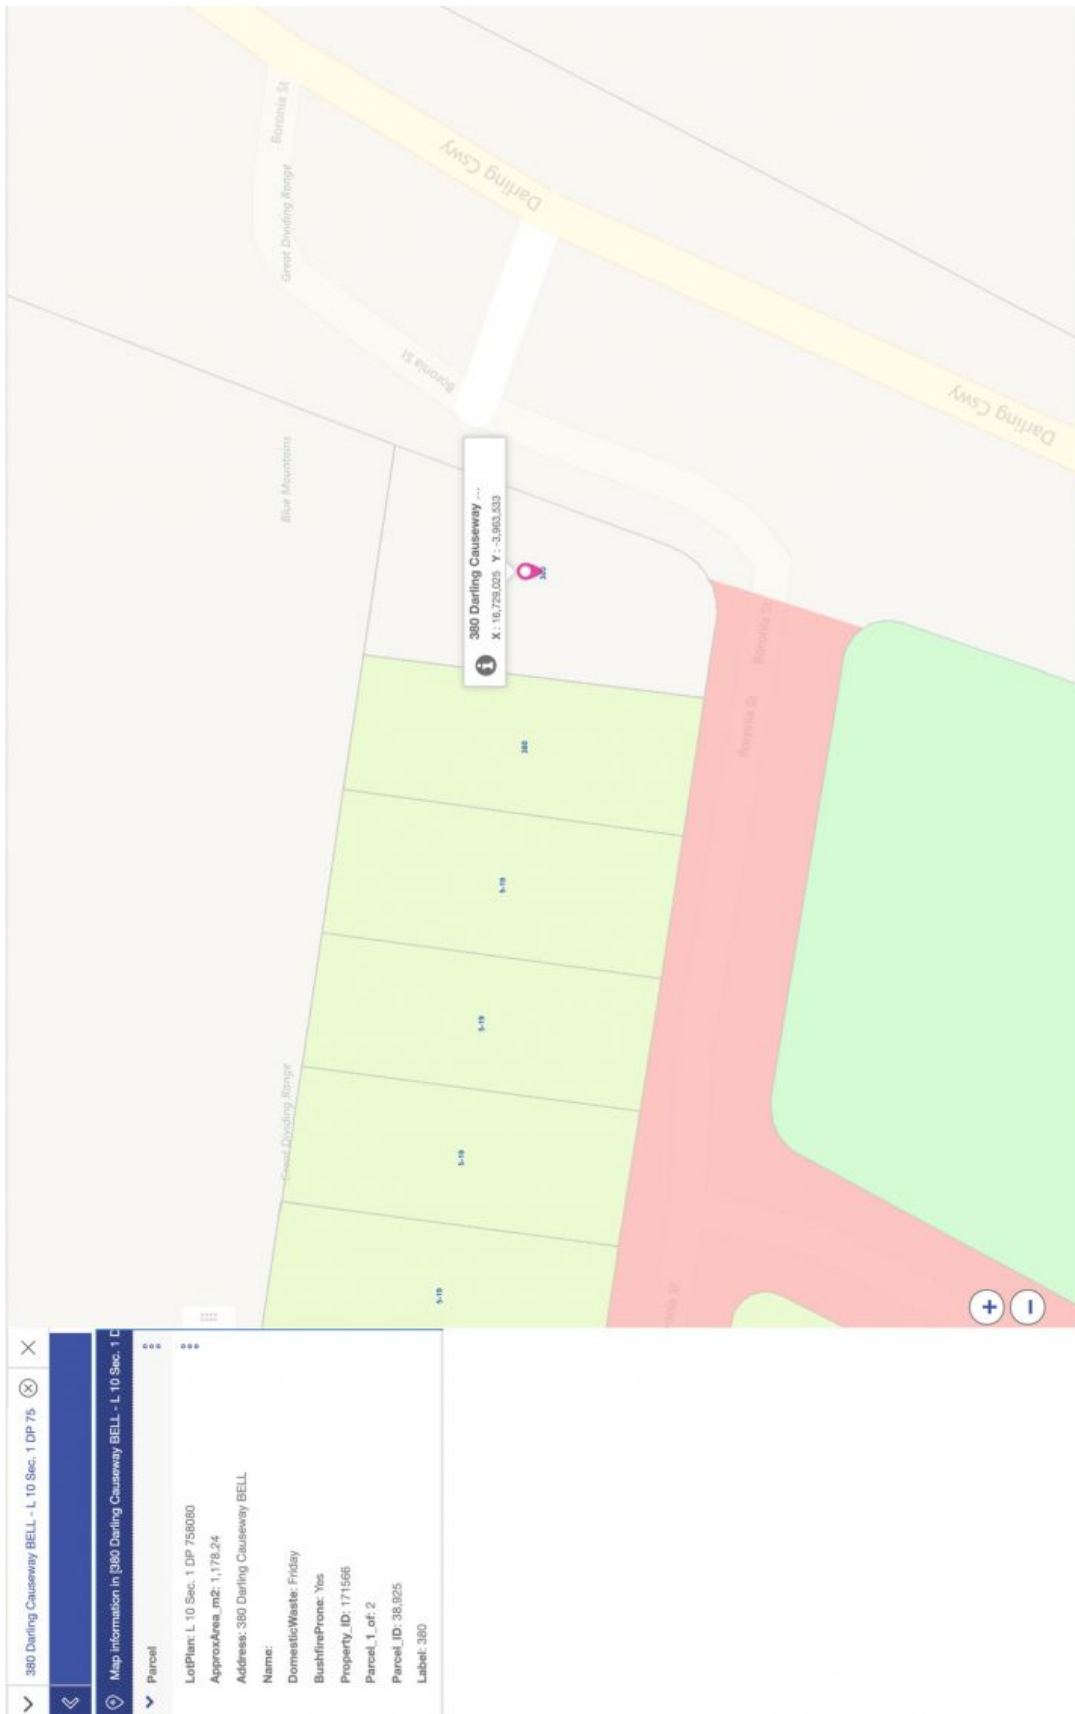 380 Darling Causeway BELL - L 10 Sec. 1 DP 75
Map information in [380 Darling Causeway BELL - L 10 Sec. 1 D
Parcel
LotPlan: L 10 Sec. 1 DP 758080
ApproxArea_m2: 1,178.24
Address: 380 Darling Causeway BELL
Name:
DomesticWaste: Friday
BushfireProne: Yes
Property_ID: 171566
Parcel_1_of: 2
Parcel_ID: 38,925
Label: 380
Great Dividing Range
Blue Mountains
Great Dividing Range
Boronia St
Boronia St
Darling Cswy
380 Darling Causeway ...
X : 16,729,025 Y : -3,963,533
380
5-19
5-19
5-19
5-19
380
Boronia St
Boronia St
Darling Cswy